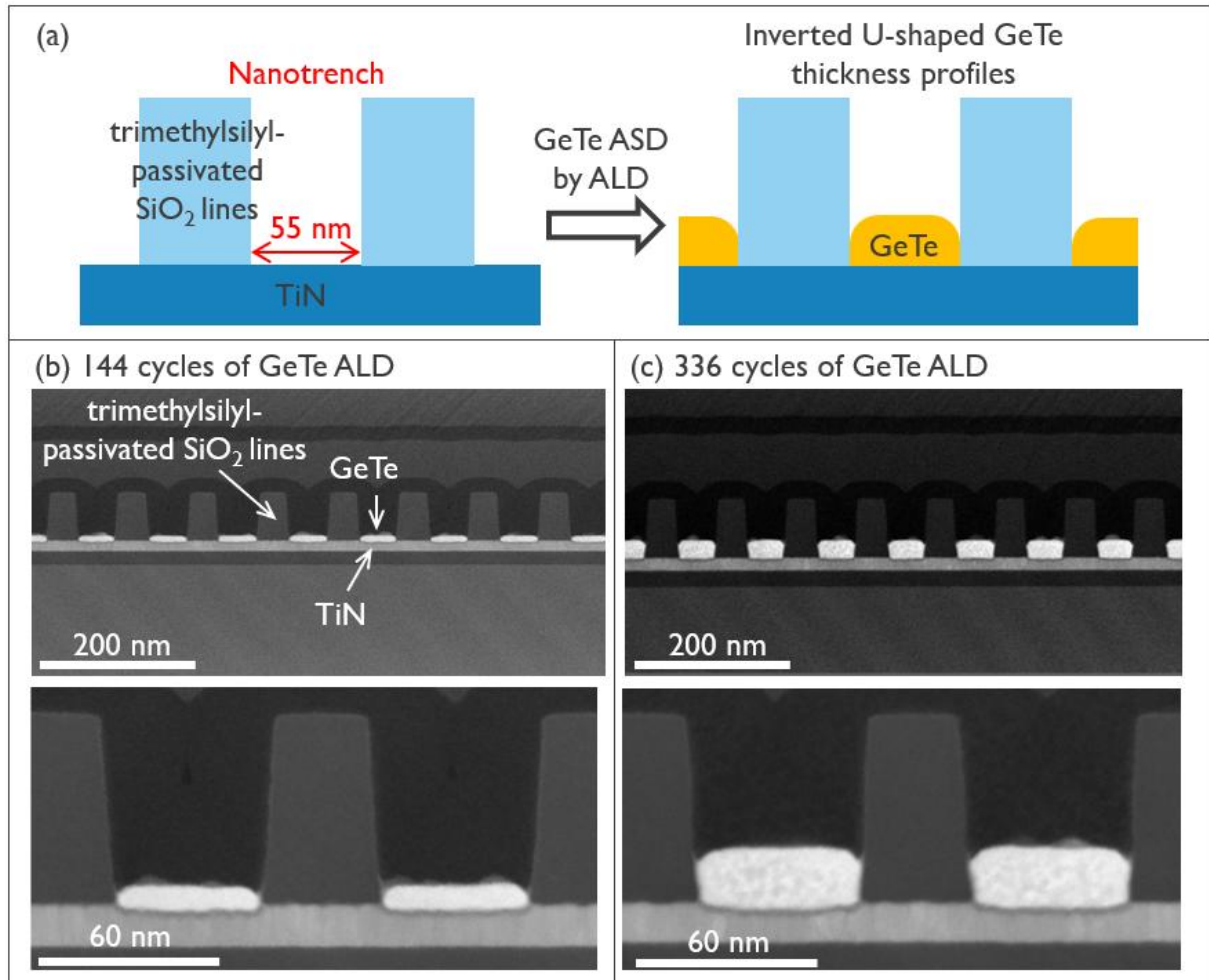 (a)
Nanotrench
trimethylsilyl-
passivated
SiO₂ lines
55 nm
TiN
GeTe ASD
by ALD
Inverted U-shaped GeTe
thickness profiles
GeTe
(b) 144 cycles of GeTe ALD
trimethylsilyl-
passivated SiO₂ lines
GeTe
TiN
200 nm
60 nm
(c) 336 cycles of GeTe ALD
200 nm
60 nm